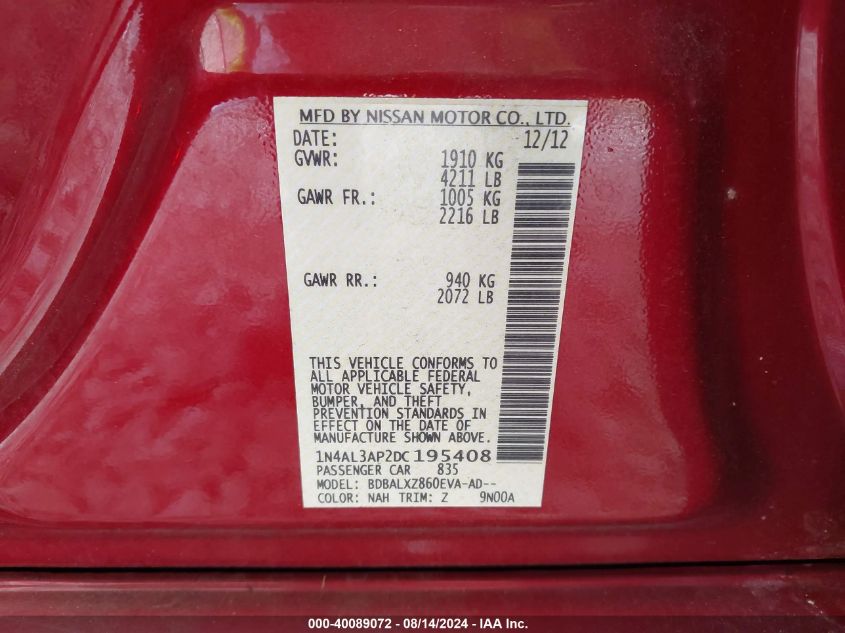 MFD BY NISSAN MOTOR CO., LTD.
DATE: 12/12
GVWR: 1910 KG
4211 LB
GAWR FR.: 1005 KG
2216 LB
GAWR RR.: 940 KG
2072 LB
THIS VEHICLE CONFORMS TO
ALL APPLICABLE FEDERAL
MOTOR VEHICLE SAFETY,
BUMPER, AND THEFT
PREVENTION STANDARDS IN
EFFECT ON THE DATE OF
MANUFACTURE SHOWN ABOVE.
1N4AL3AP2DC195408
PASSENGER CAR 835
MODEL: BDBALXZ860EVA-AD--
COLOR: NAH TRIM: Z 9N00A
000-40089072 - 08/14/2024 - IAA Inc.